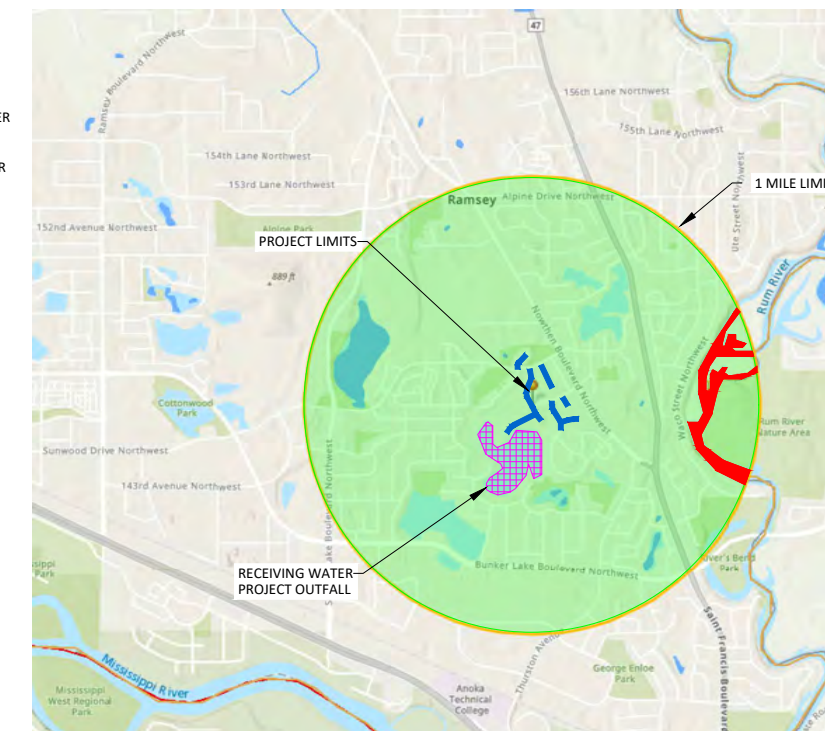 47
Ramsey Boulevard Northwest
156th Lane Northwest
155th Lane Northwest
ER
R
154th Lane Northwest
153rd Lane Northwest
1 MILE LIMI
Ramsey
Alpine Drive Northwest
Ute Street Northwest
152nd Avenue Northwest
Alpine Park
PROJECT LIMITS
889 ft
Rum River
Nowthen Boulevard Northwest
Waco Street Northwest
Cottonwood
Park
Rum River
Nature Area
Sunwood Drive Northwest
143rd Avenue Northwest
Lake Boulevard Northwest
RECEIVING WATER
PROJECT OUTFALL
Bunker Lake Boulevard Northwest
River's Bend
Park
Park
Saint Francis Boulevard
Thurston Avenue
Mississippi River
George Enloe
Park
Mississippi
West Regional
Park
Anoka
Technical
College